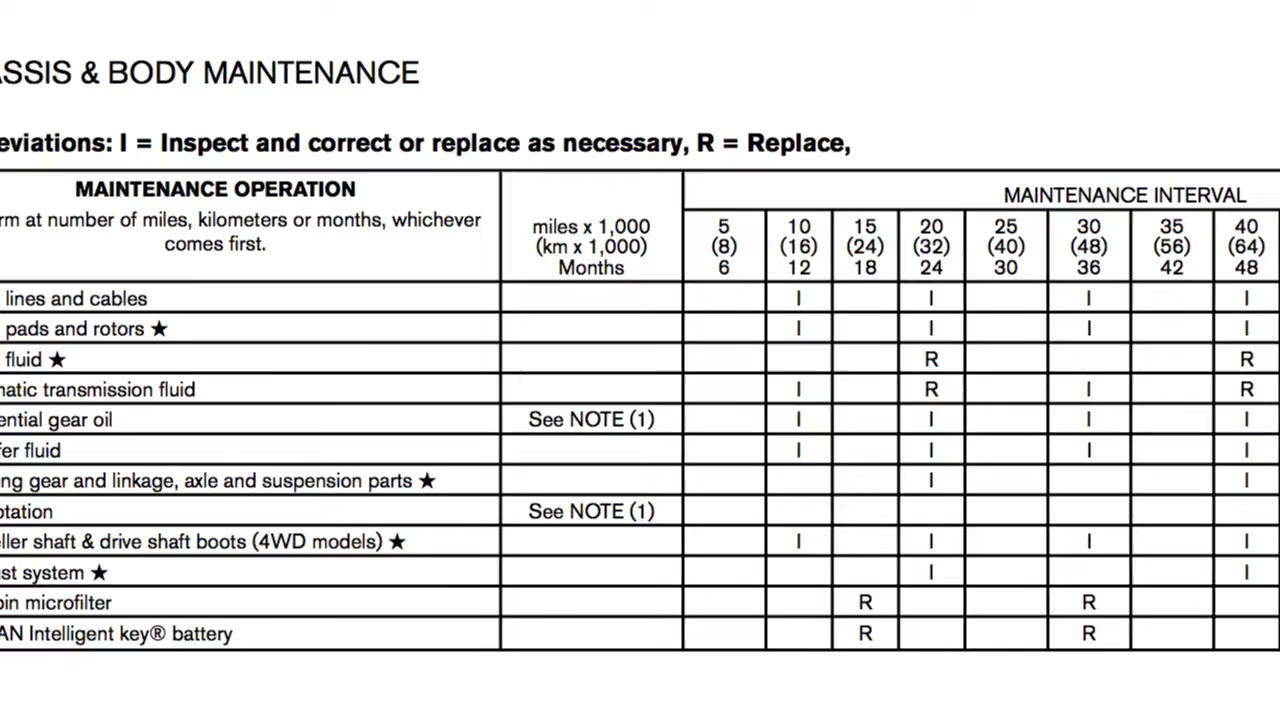 ASSIS & BODY MAINTENANCE
eviations: I = Inspect and correct or replace as necessary, R = Replace,
MAINTENANCE OPERATION
rm at number of miles, kilometers or months, whichever
comes first.
miles x 1,000
(km x 1,000)
Months
MAINTENANCE INTERVAL
5 10 15 20 25 30 35 40
(8) (16) (24) (32) (40) (48) (56) (64)
6 12 18 24 30 36 42 48
lines and cables I I I I
pads and rotors ★ I I I I
fluid ★ R R
matic transmission fluid I R I R
ential gear oil See NOTE (1) I I I I
fer fluid I I I I
ng gear and linkage, axle and suspension parts ★ I I
otation See NOTE (1)
ller shaft & drive shaft boots (4WD models) ★ I I I I
st system ★ I I
bin microfilter R R
AN Intelligent key® battery R R